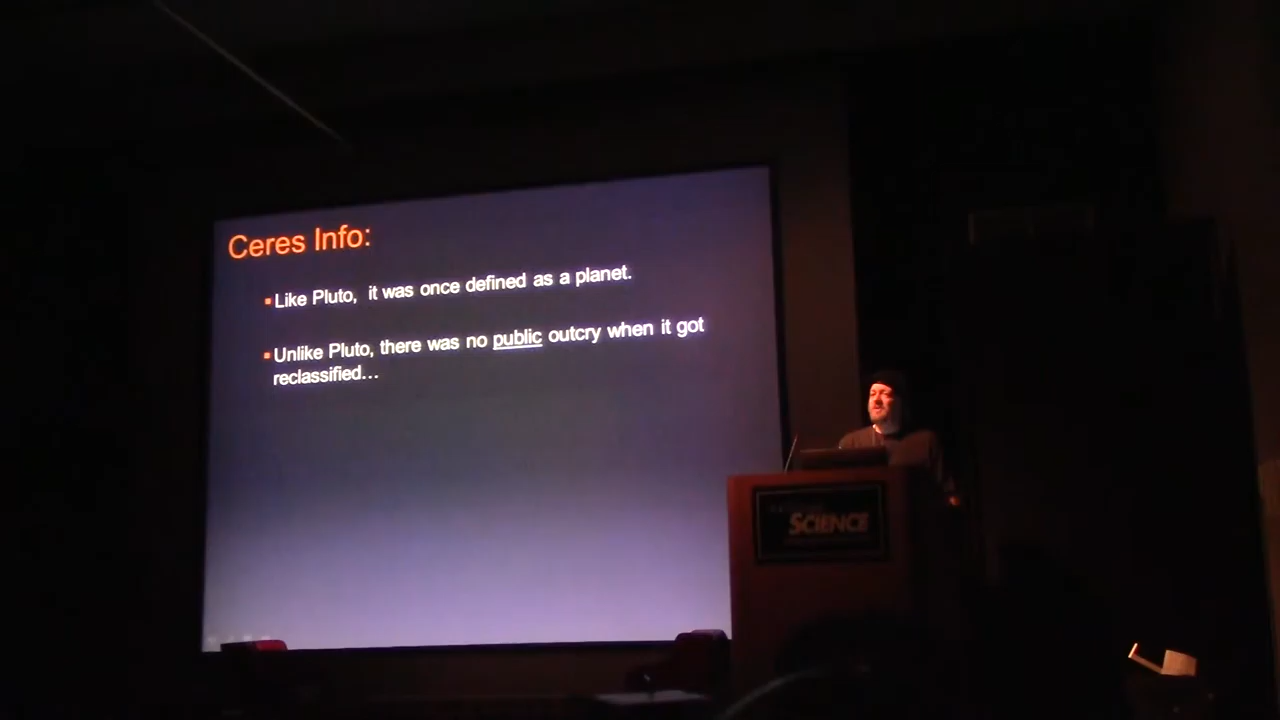 Ceres Info:
▪Like Pluto, it was once defined as a planet.
▪Unlike Pluto, there was no public outcry when it got
reclassified…
SCIENCE